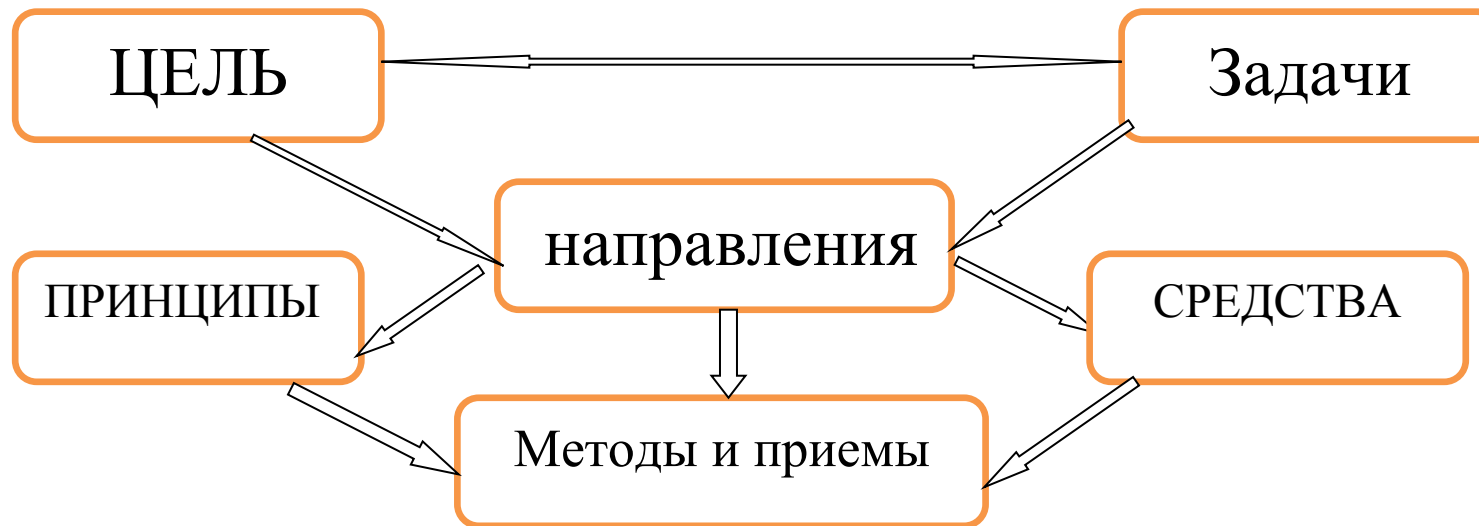 ЦЕЛЬ
Задачи
направления
ПРИНЦИПЫ
СРЕДСТВА
Методы и приемы